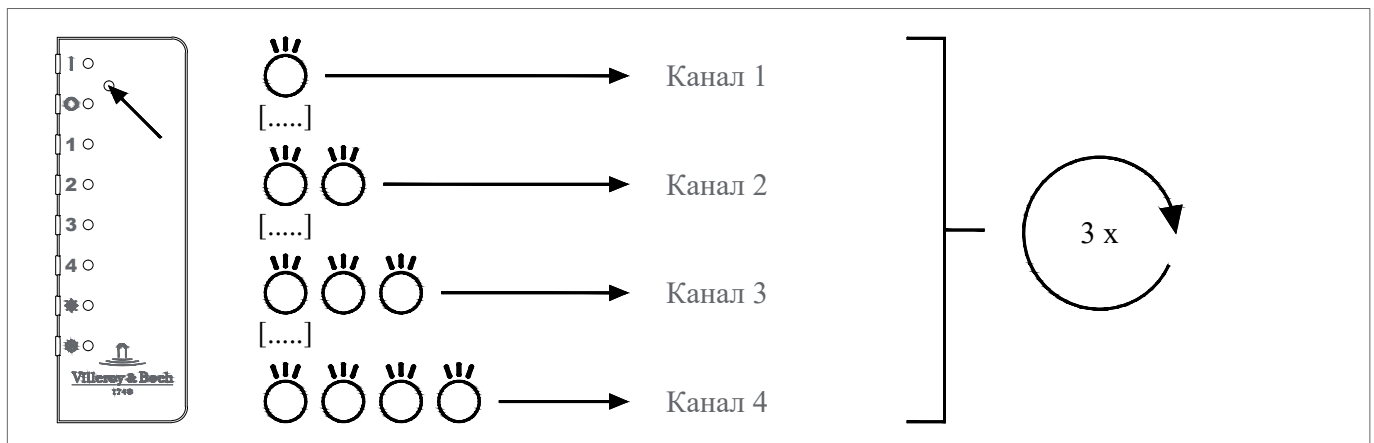 I
O
1
2
3
4
Villeroy & Boch
1748
Канал 1
[.....]
Канал 2
[.....]
Канал 3
[.....]
Канал 4
3 x